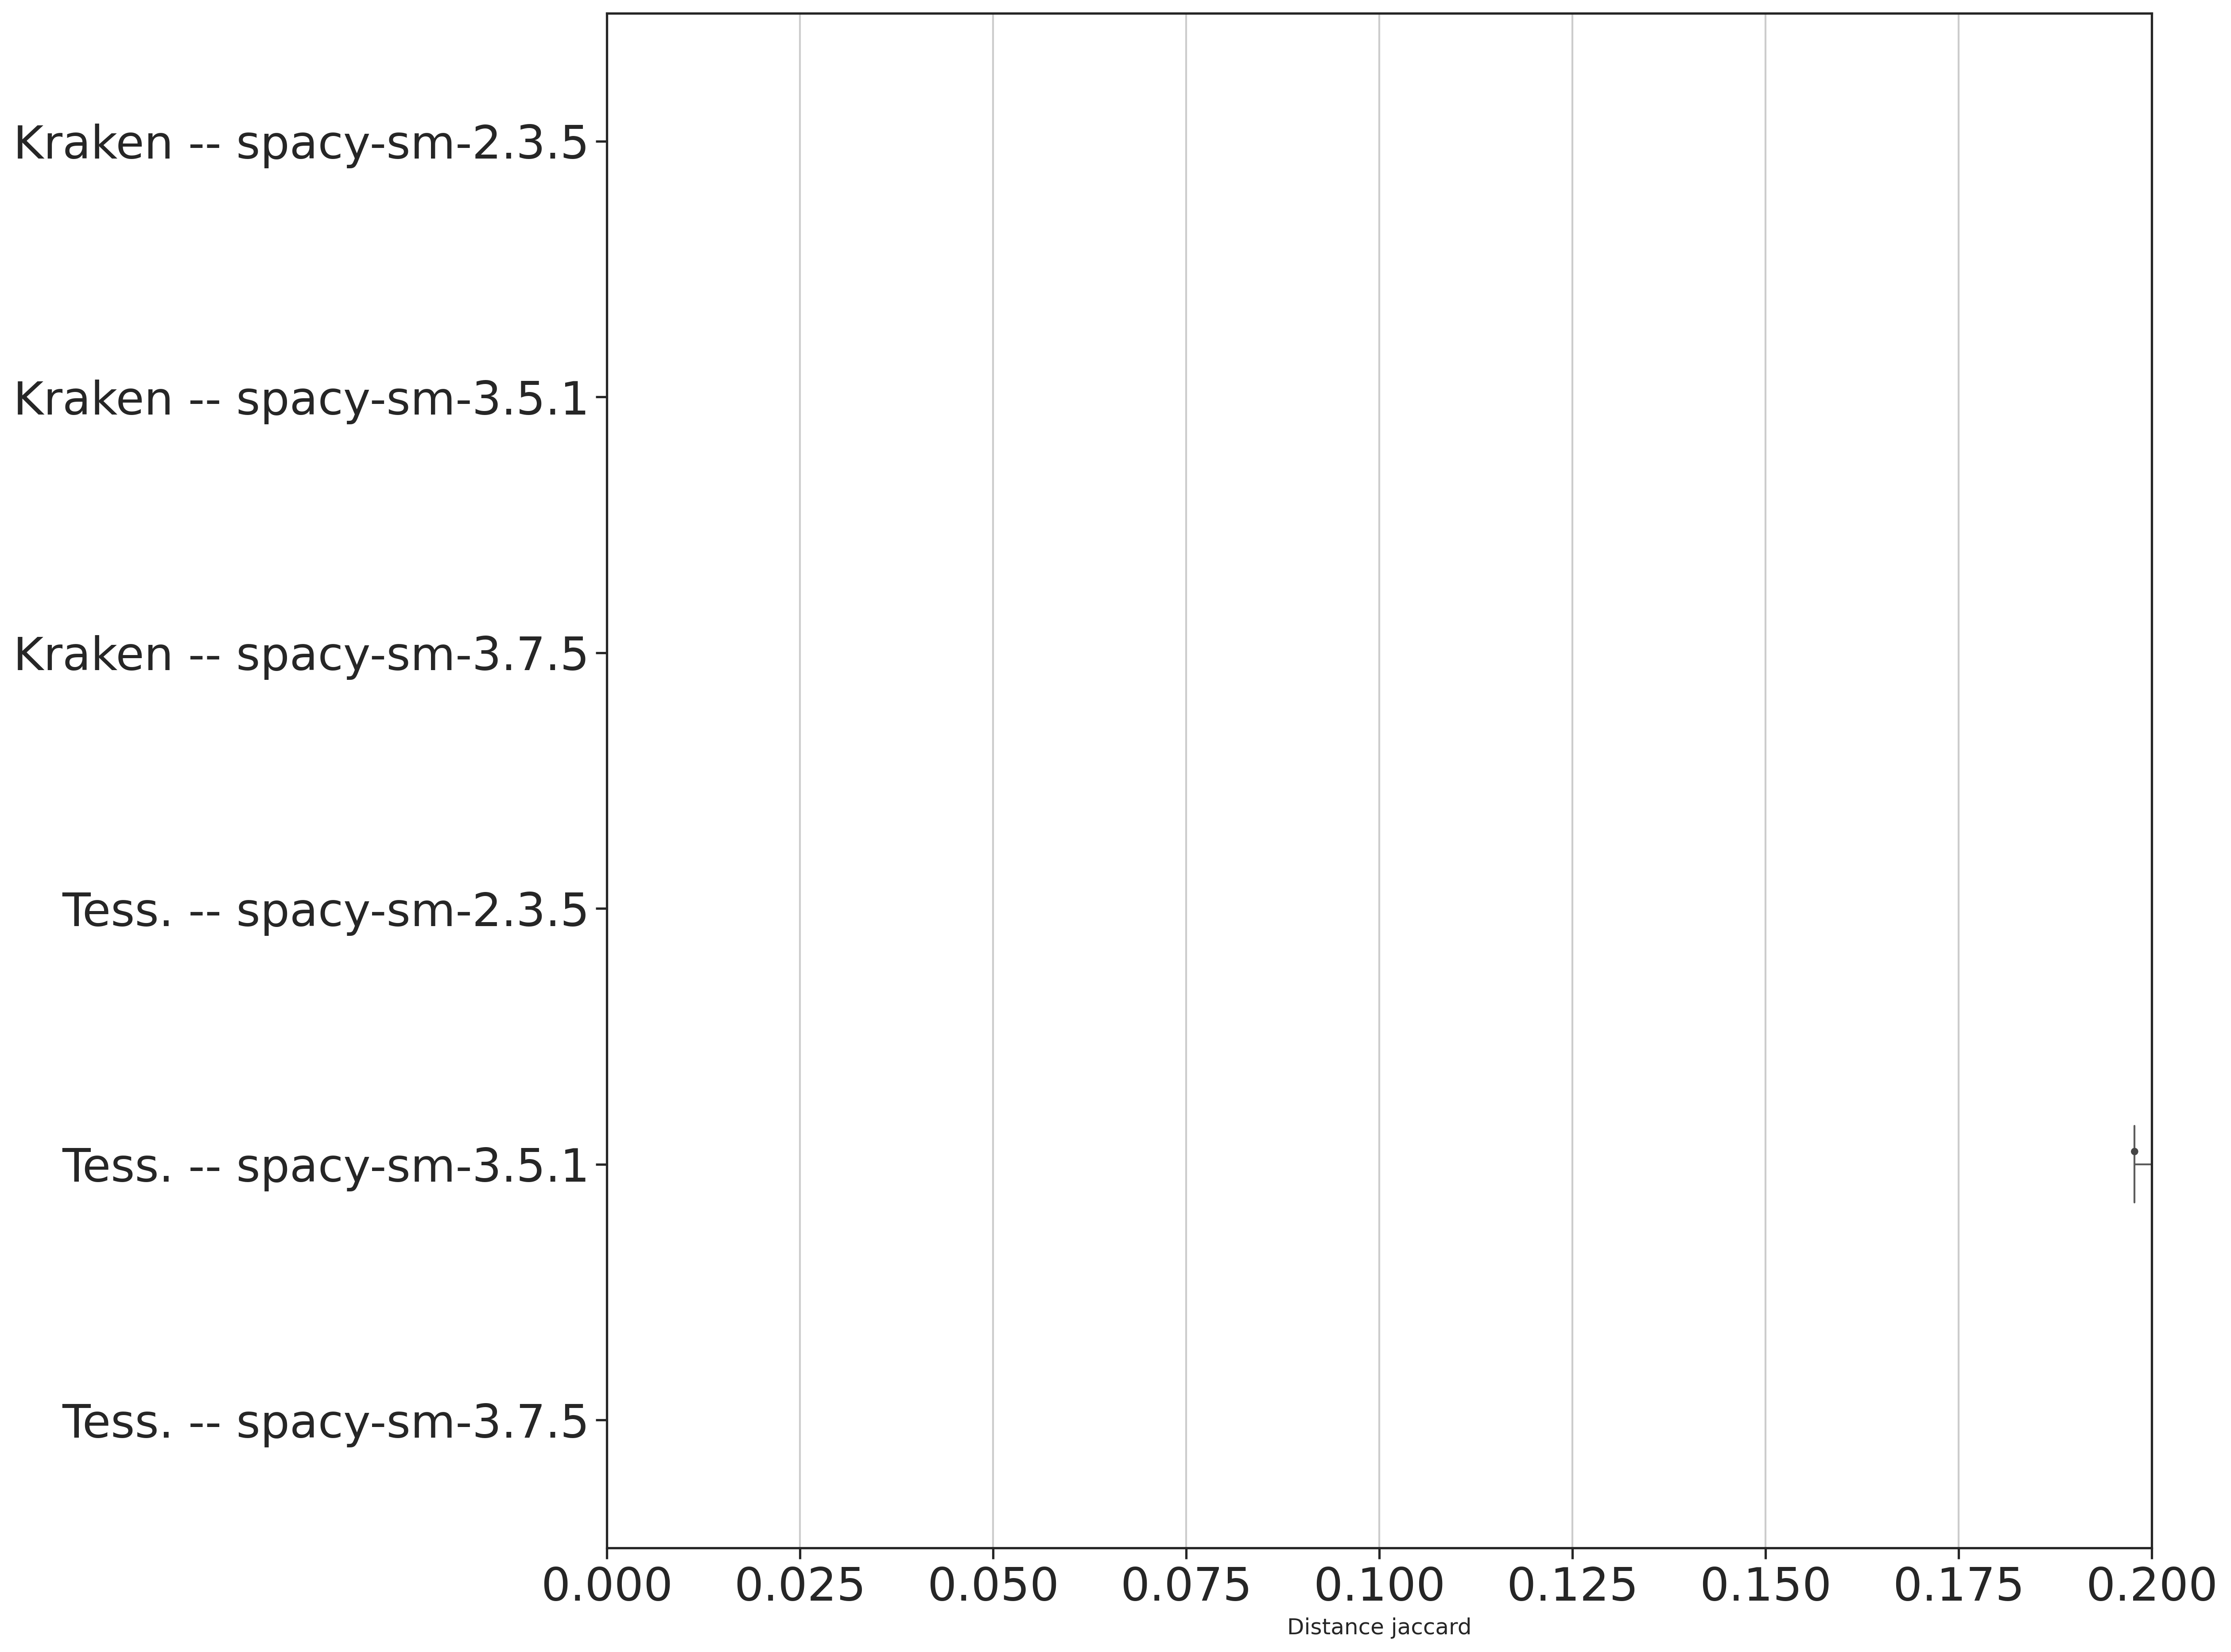 Kraken -- spacy-sm-2.3.5
Kraken -- spacy-sm-3.5.1
Kraken -- spacy-sm-3.7.5
Tess. -- spacy-sm-2.3.5
Tess. -- spacy-sm-3.5.1
Tess. -- spacy-sm-3.7.5
0.000 0.025 0.050 0.075 0.100 0.125 0.150 0.175 0.200
Distance jaccard